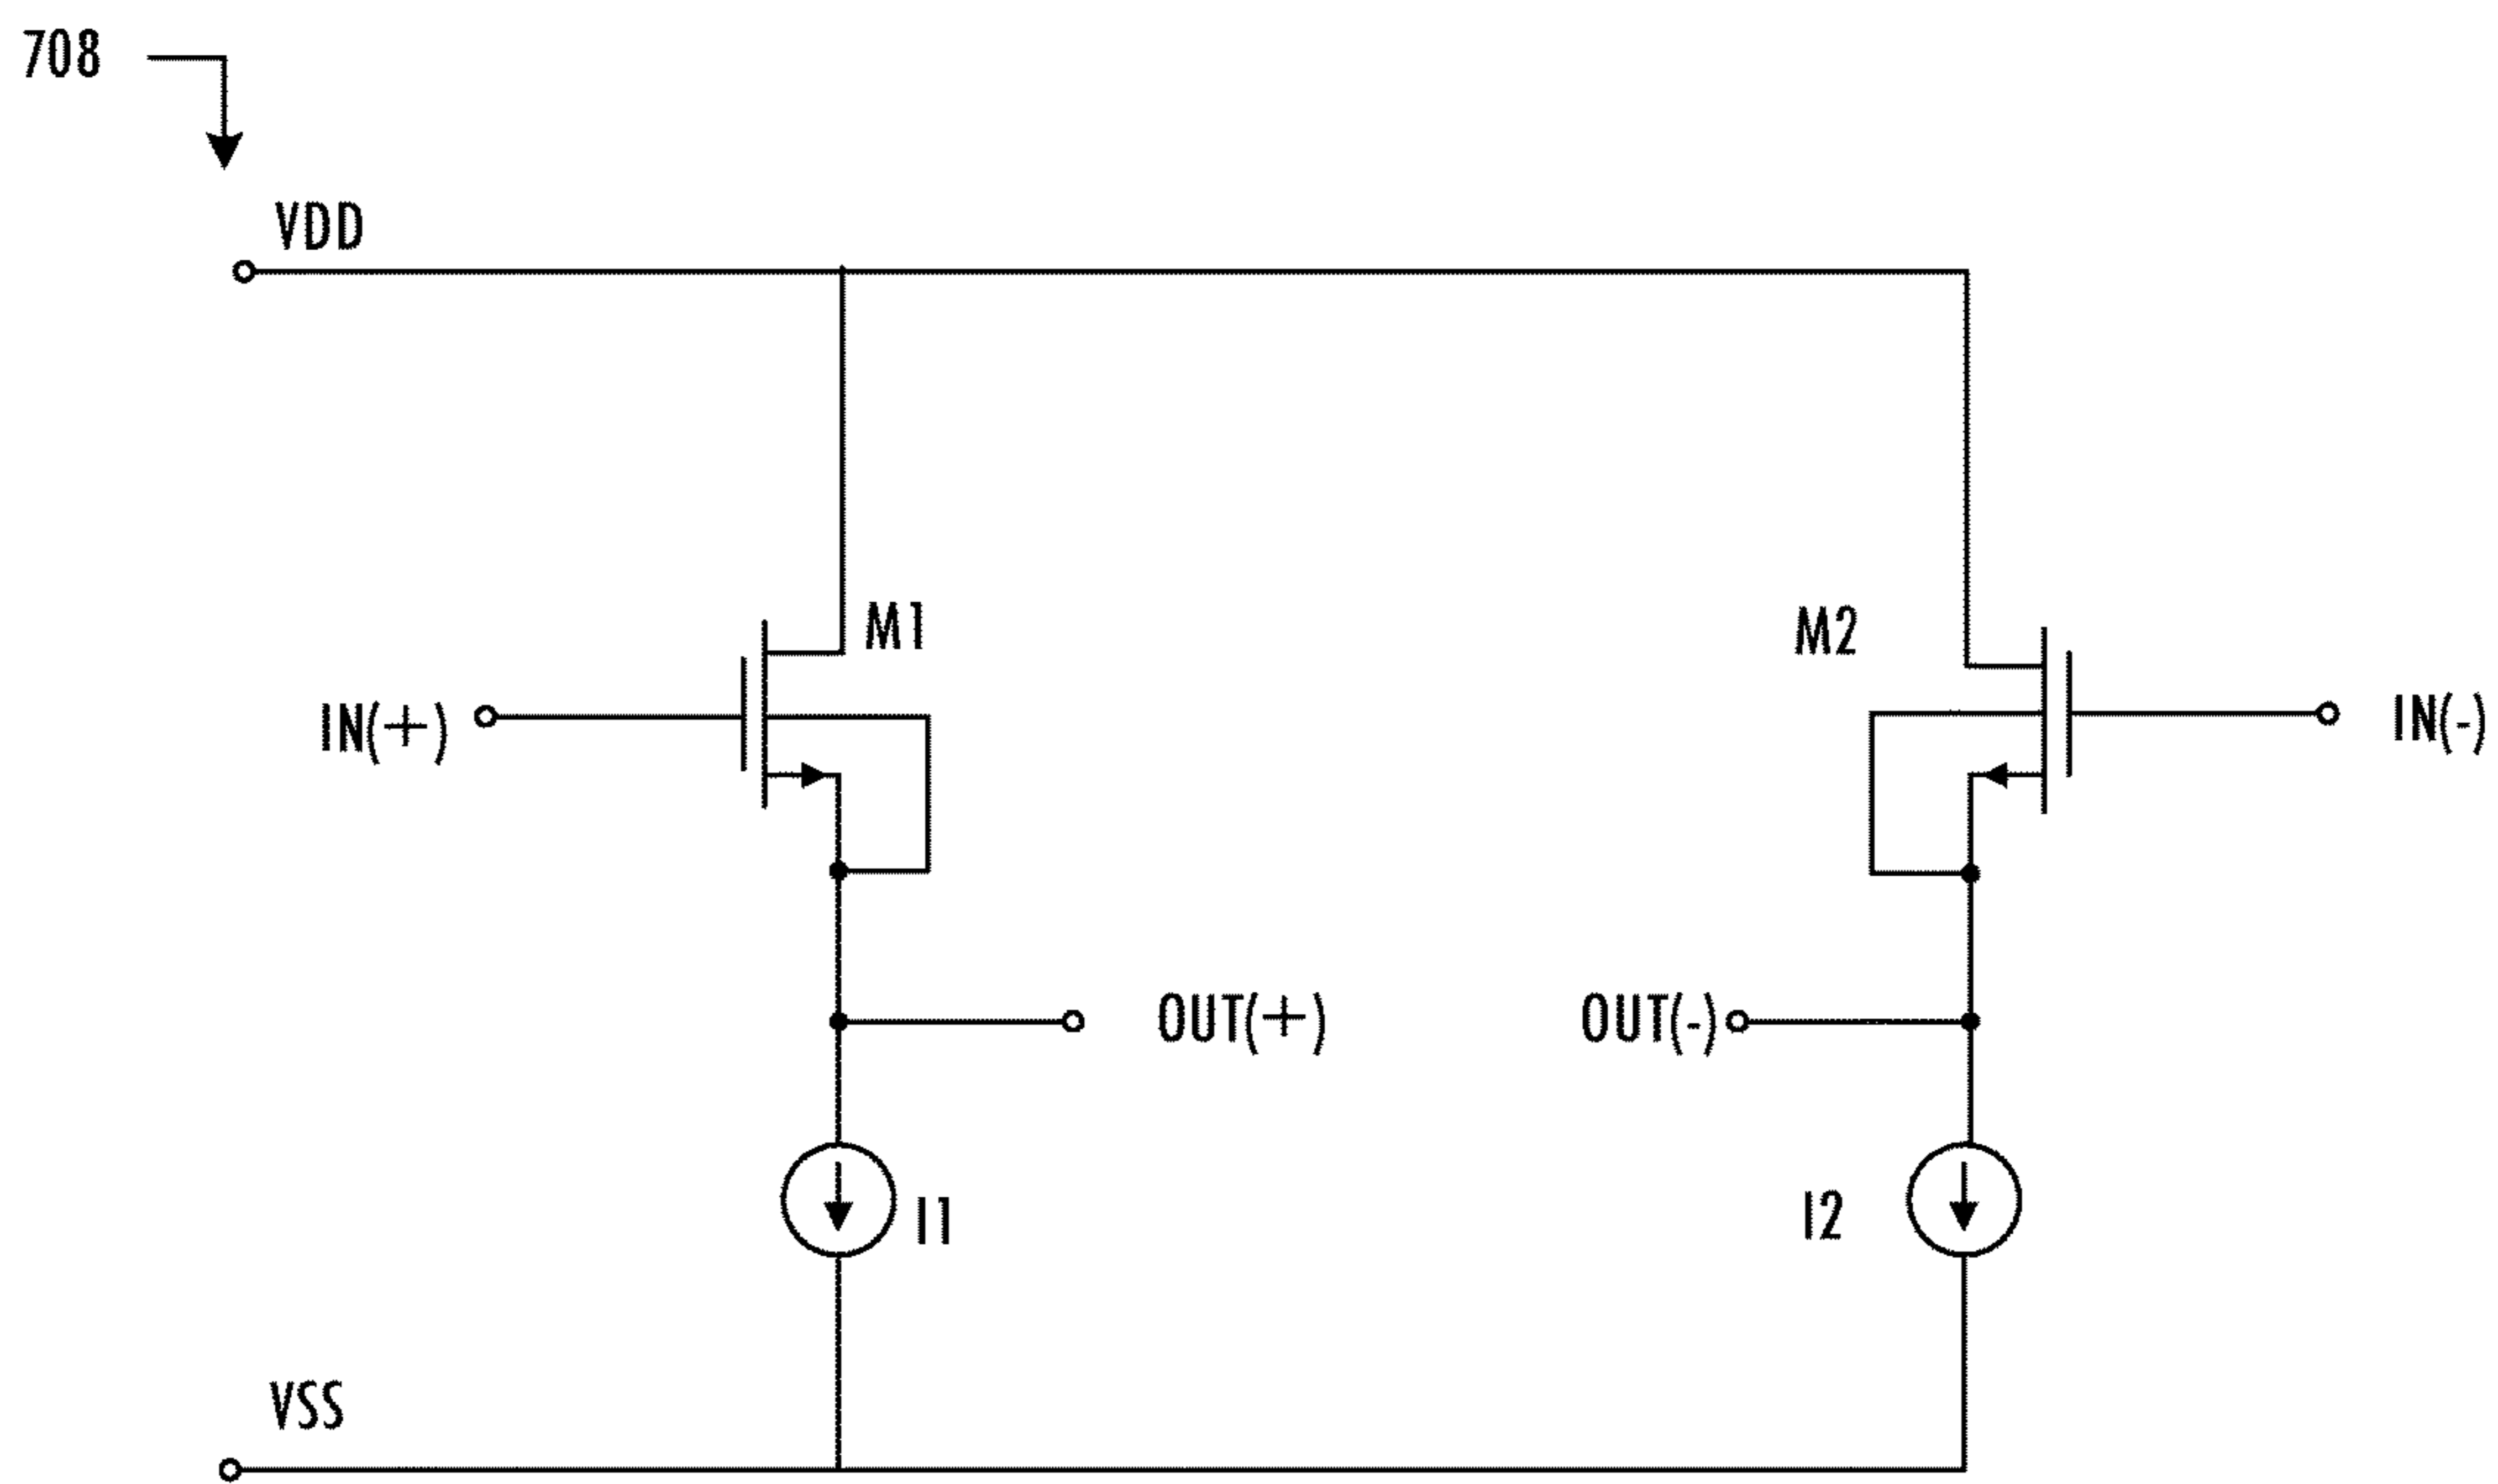 708
VDD
M1
M2
IN(+)
IN(-)
OUT(+)
OUT(-)
I1
I2
VSS